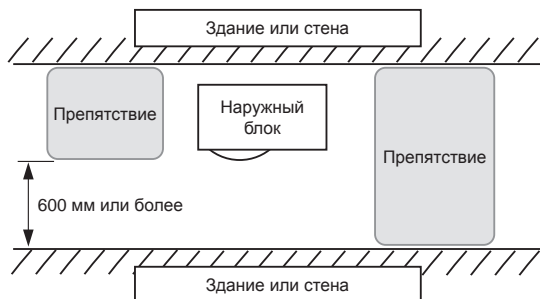 Здание или стена
Препятствие
Наружный
блок
Препятствие
600 мм или более
Здание или стена